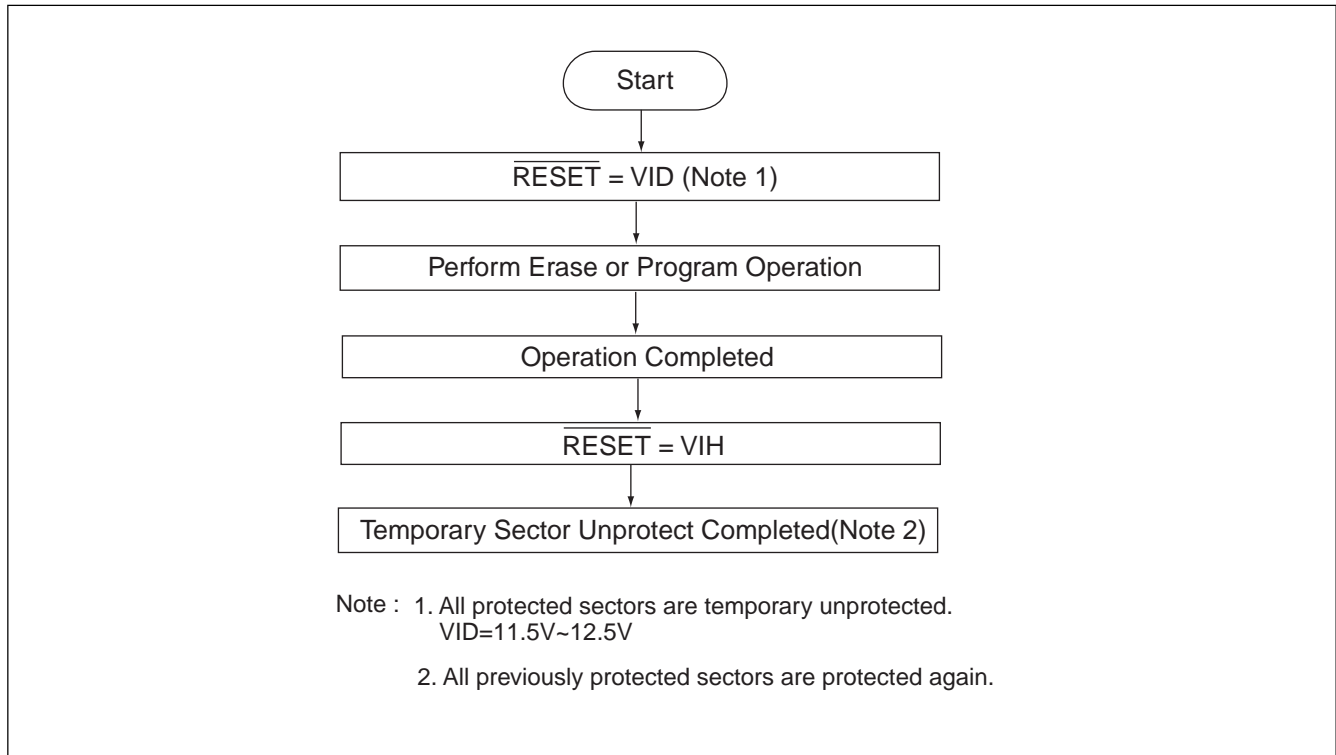 Start
R̅E̅S̅E̅T̅ = VID (Note 1)
Perform Erase or Program Operation
Operation Completed
R̅E̅S̅E̅T̅ = VIH
Temporary Sector Unprotect Completed(Note 2)
Note : 1. All protected sectors are temporary unprotected.
VID=11.5V~12.5V
2. All previously protected sectors are protected again.